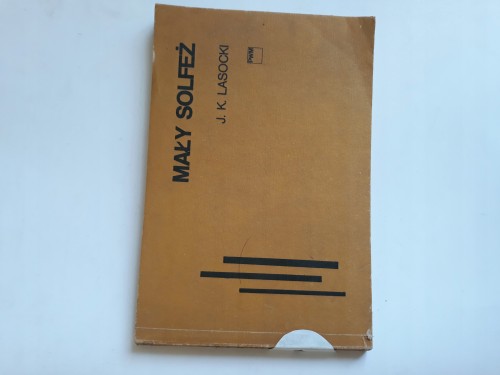 MAŁY SOLFEŻ
J. K. LASOCKI
PWM